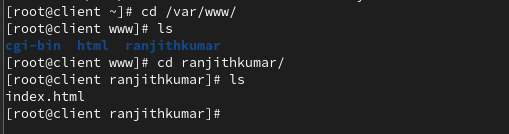 [root@client ~]# cd /var/www/
[root@client www]# ls
cgi-bin  html  ranjithkumar
[root@client www]# cd ranjithkumar/
[root@client ranjithkumar]# ls
index.html
[root@client ranjithkumar]#